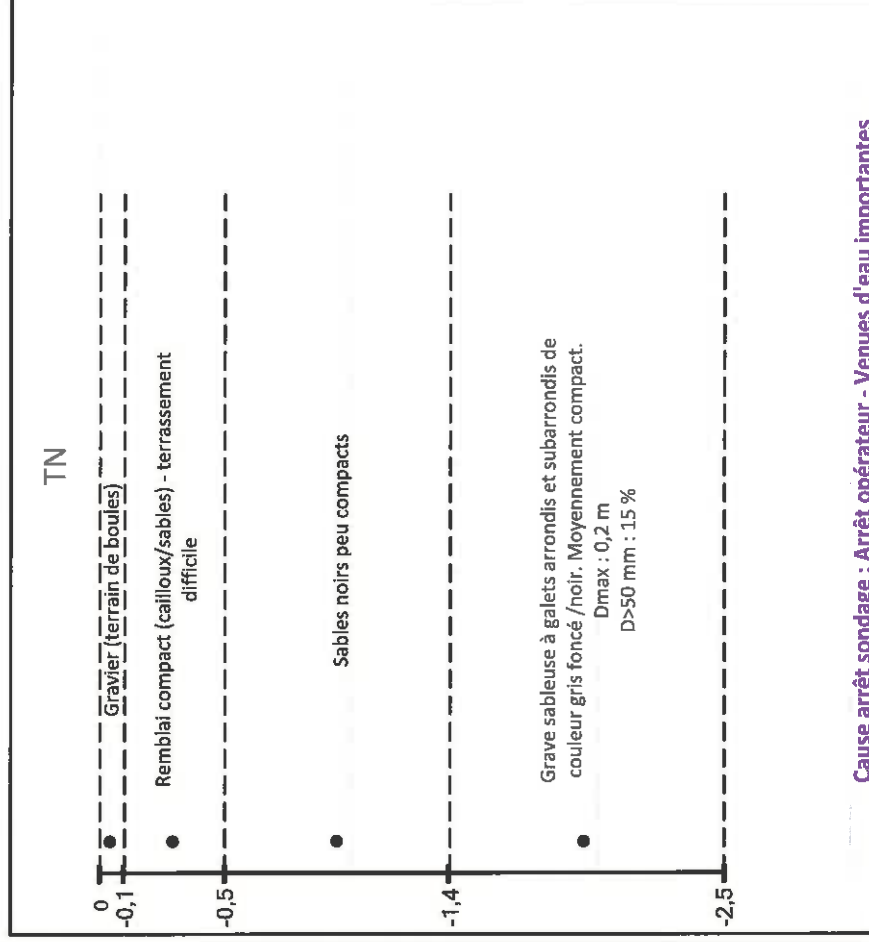 TN
0
-0,1
Gravier (terrain de boules)
Remblai compact (cailloux/sables) - terrassement
difficile
-0,5
Sables noirs peu compacts
-1,4
Grave sableuse à galets arrondis et subarrondis de
couleur gris foncé /noir. Moyennement compact.
Dmax : 0,2 m
D>50 mm : 15 %
-2,5
Cause arrêt sondage : Arrêt opérateur - Venues d'eau importantes